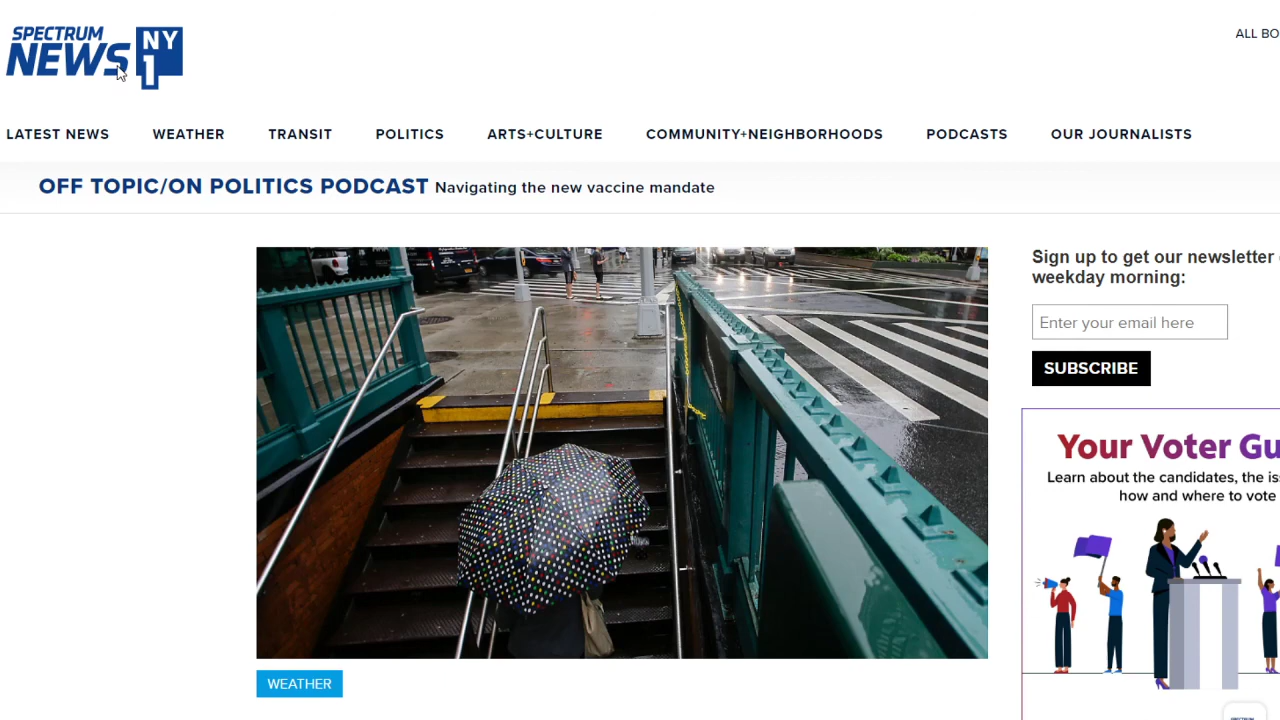 SPECTRUM
NEWS NY
1
ALL BO
LATEST NEWS WEATHER TRANSIT POLITICS ARTS+CULTURE COMMUNITY+NEIGHBORHOODS PODCASTS OUR JOURNALISTS
OFF TOPIC/ON POLITICS PODCAST Navigating the new vaccine mandate
Sign up to get our newsletter
weekday morning:
Enter your email here
SUBSCRIBE
Your Voter Gu
Learn about the candidates, the is
how and where to vote
WEATHER